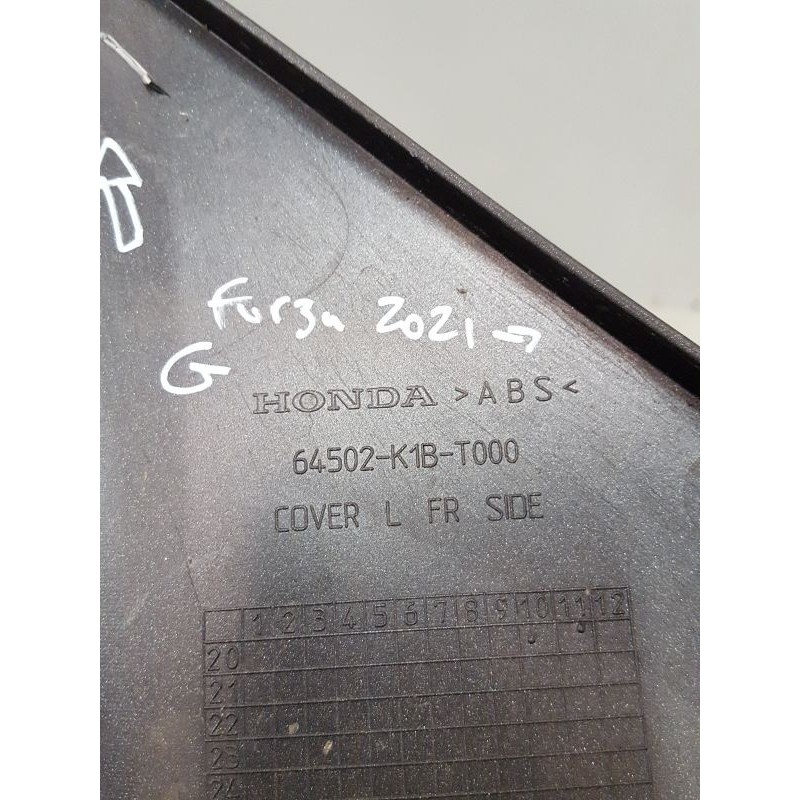 Forza 2021 →
G
HONDA >ABS<
64502-K1B-T000
COVER L FR SIDE
1 2 3 4 5 6 7 8 9 10 11 12
20
21
22
23
24